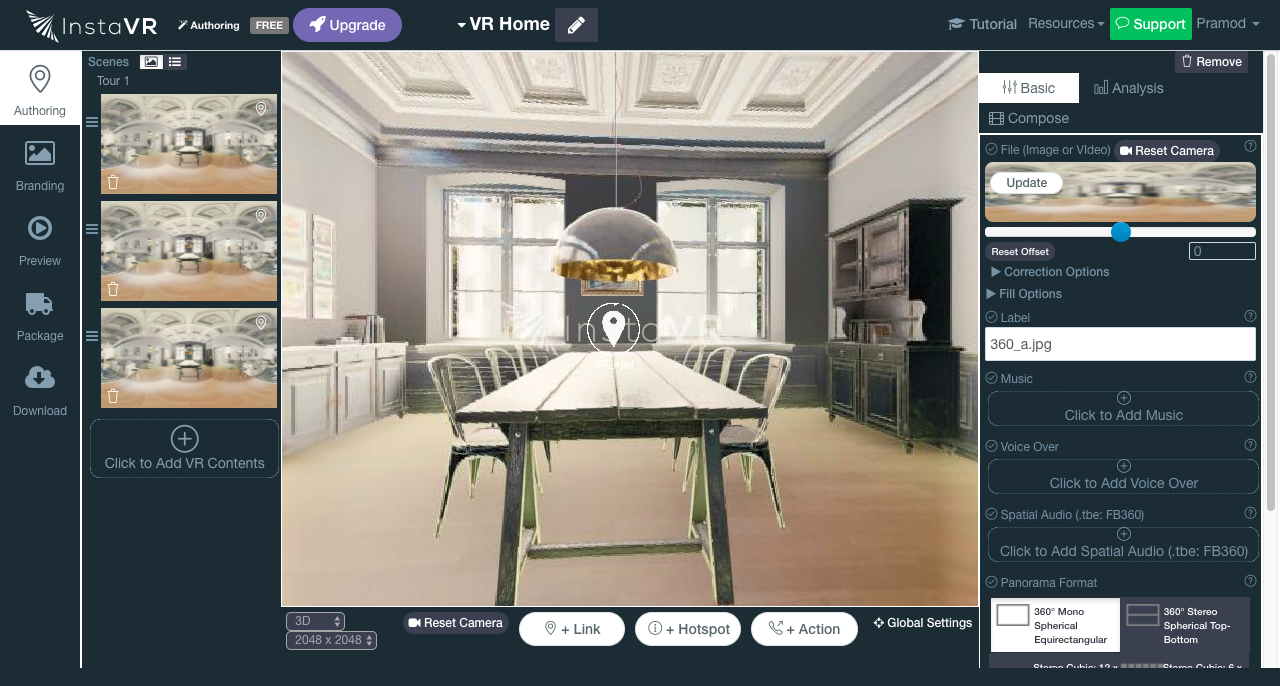 InstaVR
Authoring
FREE
Upgrade
VR Home
Tutorial
Resources
Support
Pramod
Authoring
Branding
Preview
Package
Download
Scenes
Tour 1
Click to Add VR Contents
InstaVR
360_a.jpg
3D
2048 x 2048
Reset Camera
+ Link
+ Hotspot
+ Action
Global Settings
Remove
Basic
Analysis
Compose
File (Image or VIdeo)
Reset Camera
Update
Reset Offset
0
Correction Options
Fill Options
Label
360_a.jpg
Music
Click to Add Music
Voice Over
Click to Add Voice Over
Spatial Audio (.tbe: FB360)
Click to Add Spatial Audio (.tbe: FB360)
Panorama Format
360° Mono
Spherical
Equirectangular
360° Stereo
Spherical Top-
Bottom
Stereo Cubic: 12 x
Stereo Cubic: 6 x